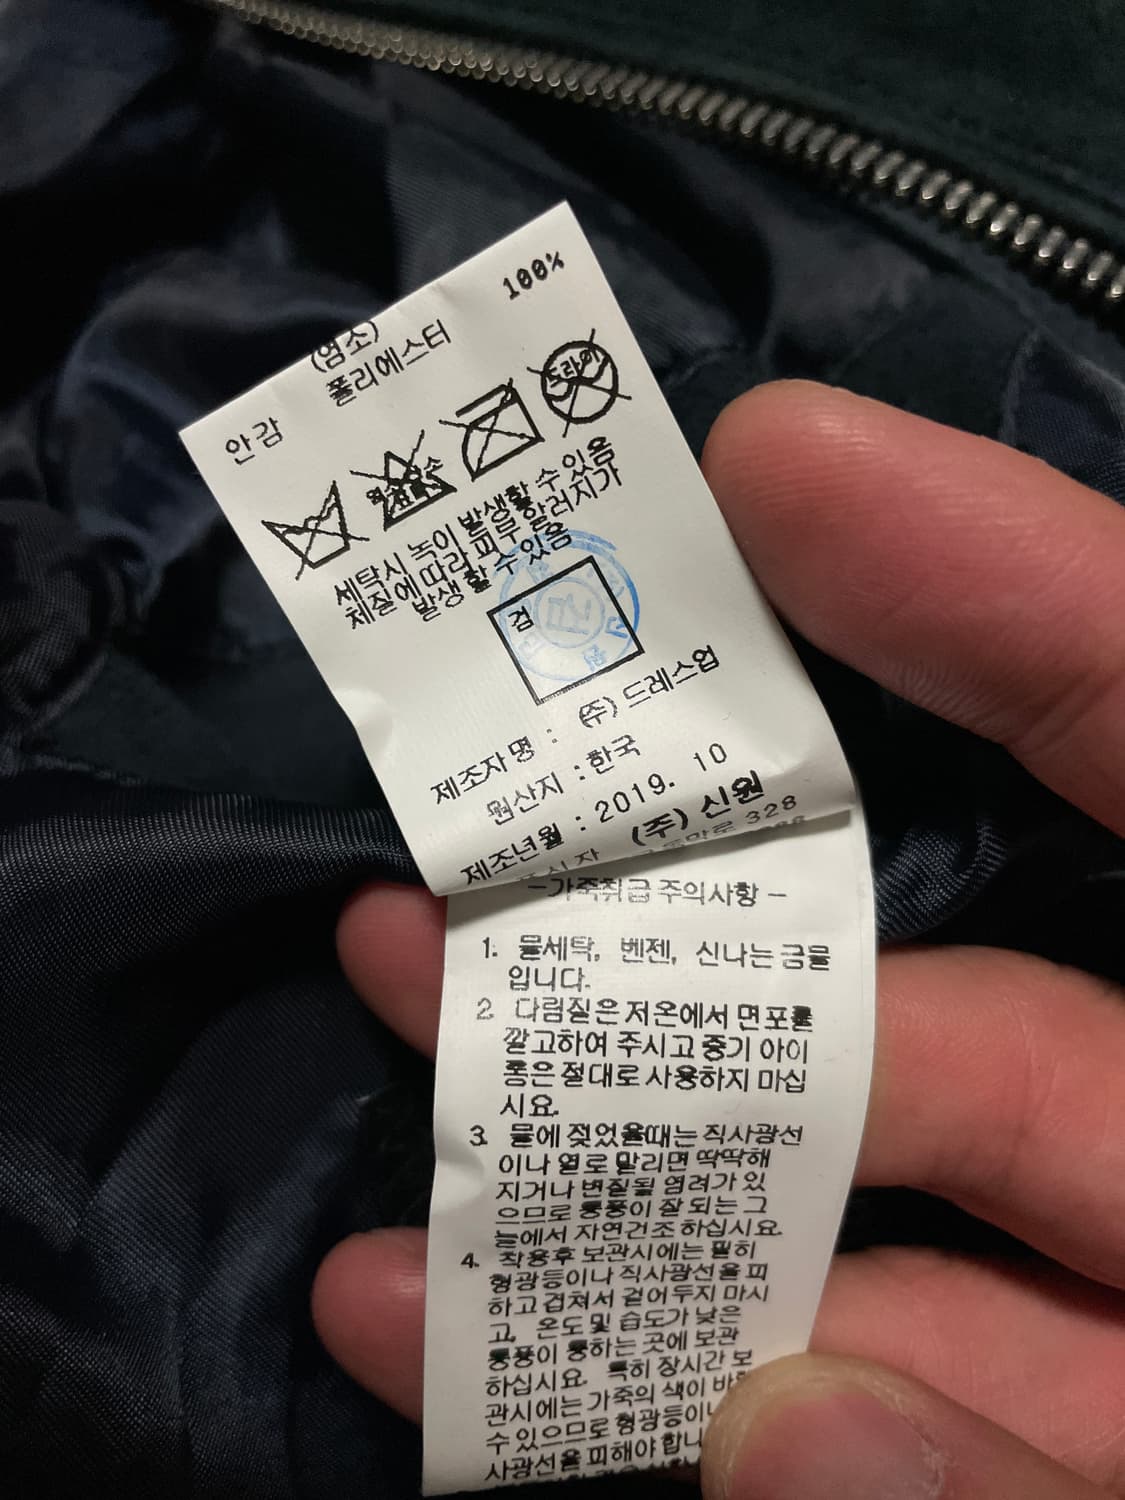 100%
(염소)
안감 폴리에스터
드라이
염소
표백
세탁시 녹이 발생할 수 있음
체질에 따라 피부 알러지가
발생할 수 있음
검
제조자명 : (주)드레스업
원산지 : 한국
제조년월 : 2019. 10
(주)신원
328
-가죽취급 주의사항-
1. 물세탁, 벤젠, 신나는 금물
입니다.
2 다림질은 저온에서 면포를
깔고하여 주시고 중기 아이
롱은 절대로 사용하지 마십
시요.
3. 물에 젖었을때는 직사광선
이나 열로 말리면 딱딱해
지거나 변질될 염려가 있
으므로 통풍이 잘 되는 그
늘에서 자연건조 하십시요.
4. 착용후 보관시에는 필히
형광등이나 직사광선을 피
하고 겹쳐서 걸어두지 마시
고, 온도 및 습도가 낮은
통풍이 통하는 곳에 보관
하십시요. 특히 장시간 보
관시에는 가죽의 색이
수 있으므로 형광등이나
사광선을 피해야 합니